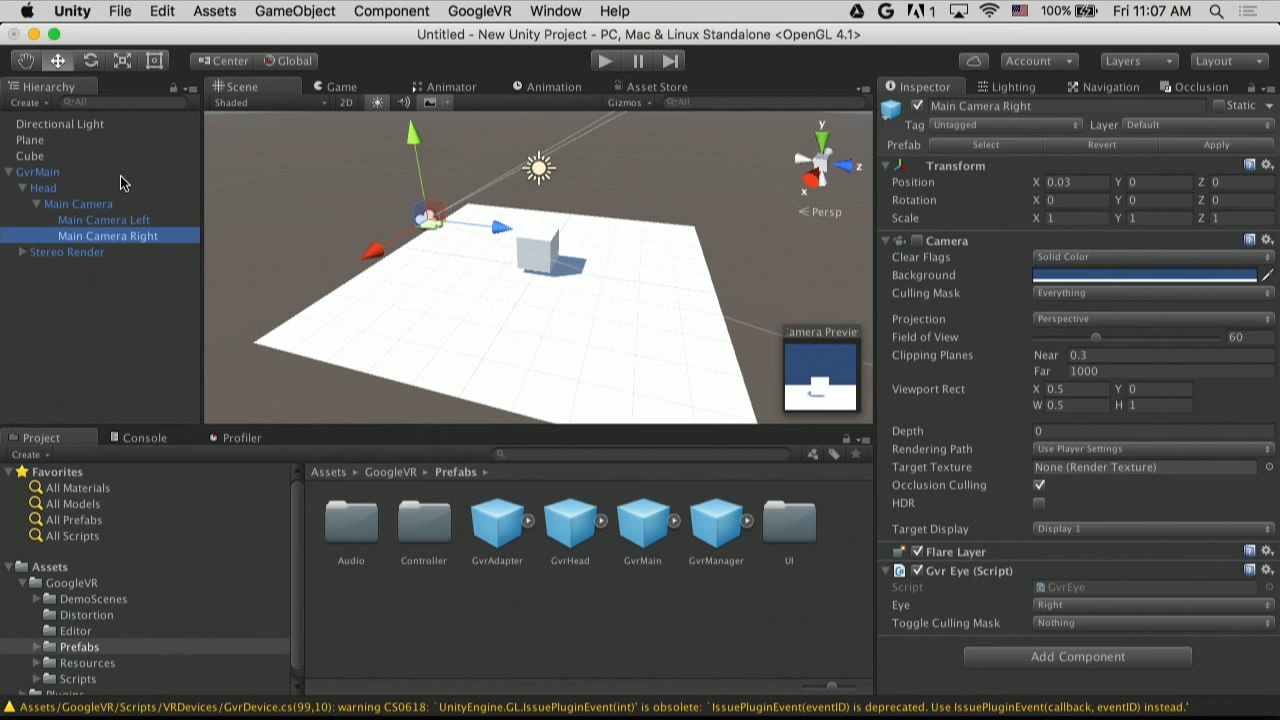 Unity File Edit Assets GameObject Component GoogleVR Window Help 1 100% Fri 11:07 AM
Untitled - New Unity Project - PC, Mac & Linux Standalone <OpenGL 4.1>
Center Global Account Layers Layout
Hierarchy Scene Game Animator Animation Asset Store Inspector Lighting Navigation Occlusion
Create All Shaded 2D Gizmos All Main Camera Right Static
Tag Untagged Layer Default
Prefab Select Revert Apply
Directional Light
Plane
Cube
GvrMain
Head
Main Camera
Main Camera Left
Main Camera Right
Stereo Render
y
z
x
Persp
Camera Preview
Transform
Position X 0.03 Y 0 Z 0
Rotation X 0 Y 0 Z 0
Scale X 1 Y 1 Z 1
Camera
Clear Flags Solid Color
Background
Culling Mask Everything
Projection Perspective
Field of View 60
Clipping Planes Near 0.3
Far 1000
Viewport Rect X 0.5 Y 0
W 0.5 H 1
Depth 0
Rendering Path Use Player Settings
Target Texture None (Render Texture)
Occlusion Culling
HDR
Target Display Display 1
Flare Layer
Gvr Eye (Script)
Script GvrEye
Eye Right
Toggle Culling Mask Nothing
Add Component
Project Console Profiler
Create
Favorites
All Materials
All Models
All Prefabs
All Scripts
Assets
GoogleVR
DemoScenes
Distortion
Editor
Prefabs
Resources
Scripts
Plugins
Assets GoogleVR Prefabs
Audio Controller GvrAdapter GvrHead GvrMain GvrManager UI
Assets/GoogleVR/Scripts/VRDevices/GvrDevice.cs(99,10): warning CS0618: `UnityEngine.GL.IssuePluginEvent(int)' is obsolete: `IssuePluginEvent(eventID) is deprecated. Use IssuePluginEvent(callback, eventID) instead.'